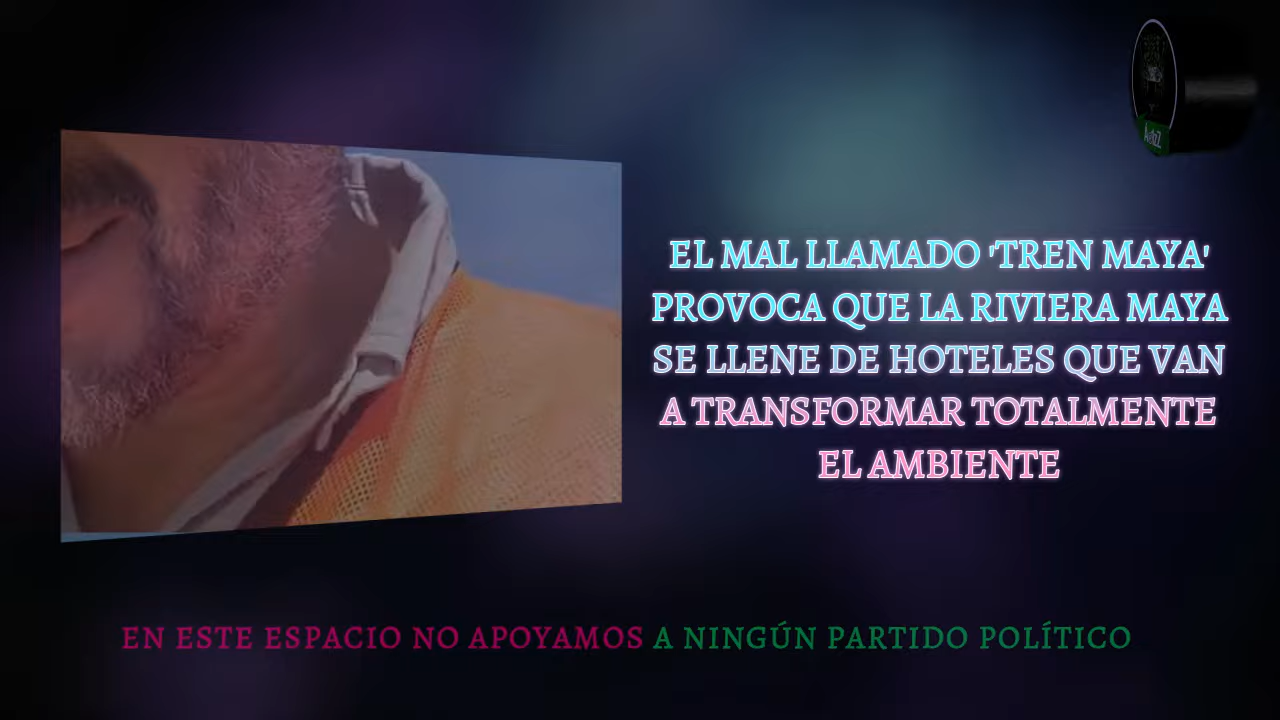 EL MAL LLAMADO 'TREN MAYA'
PROVOCA QUE LA RIVIERA MAYA
SE LLENE DE HOTELES QUE VAN
A TRANSFORMAR TOTALMENTE
EL AMBIENTE
EN ESTE ESPACIO NO APOYAMOS A NINGÚN PARTIDO POLÍTICO